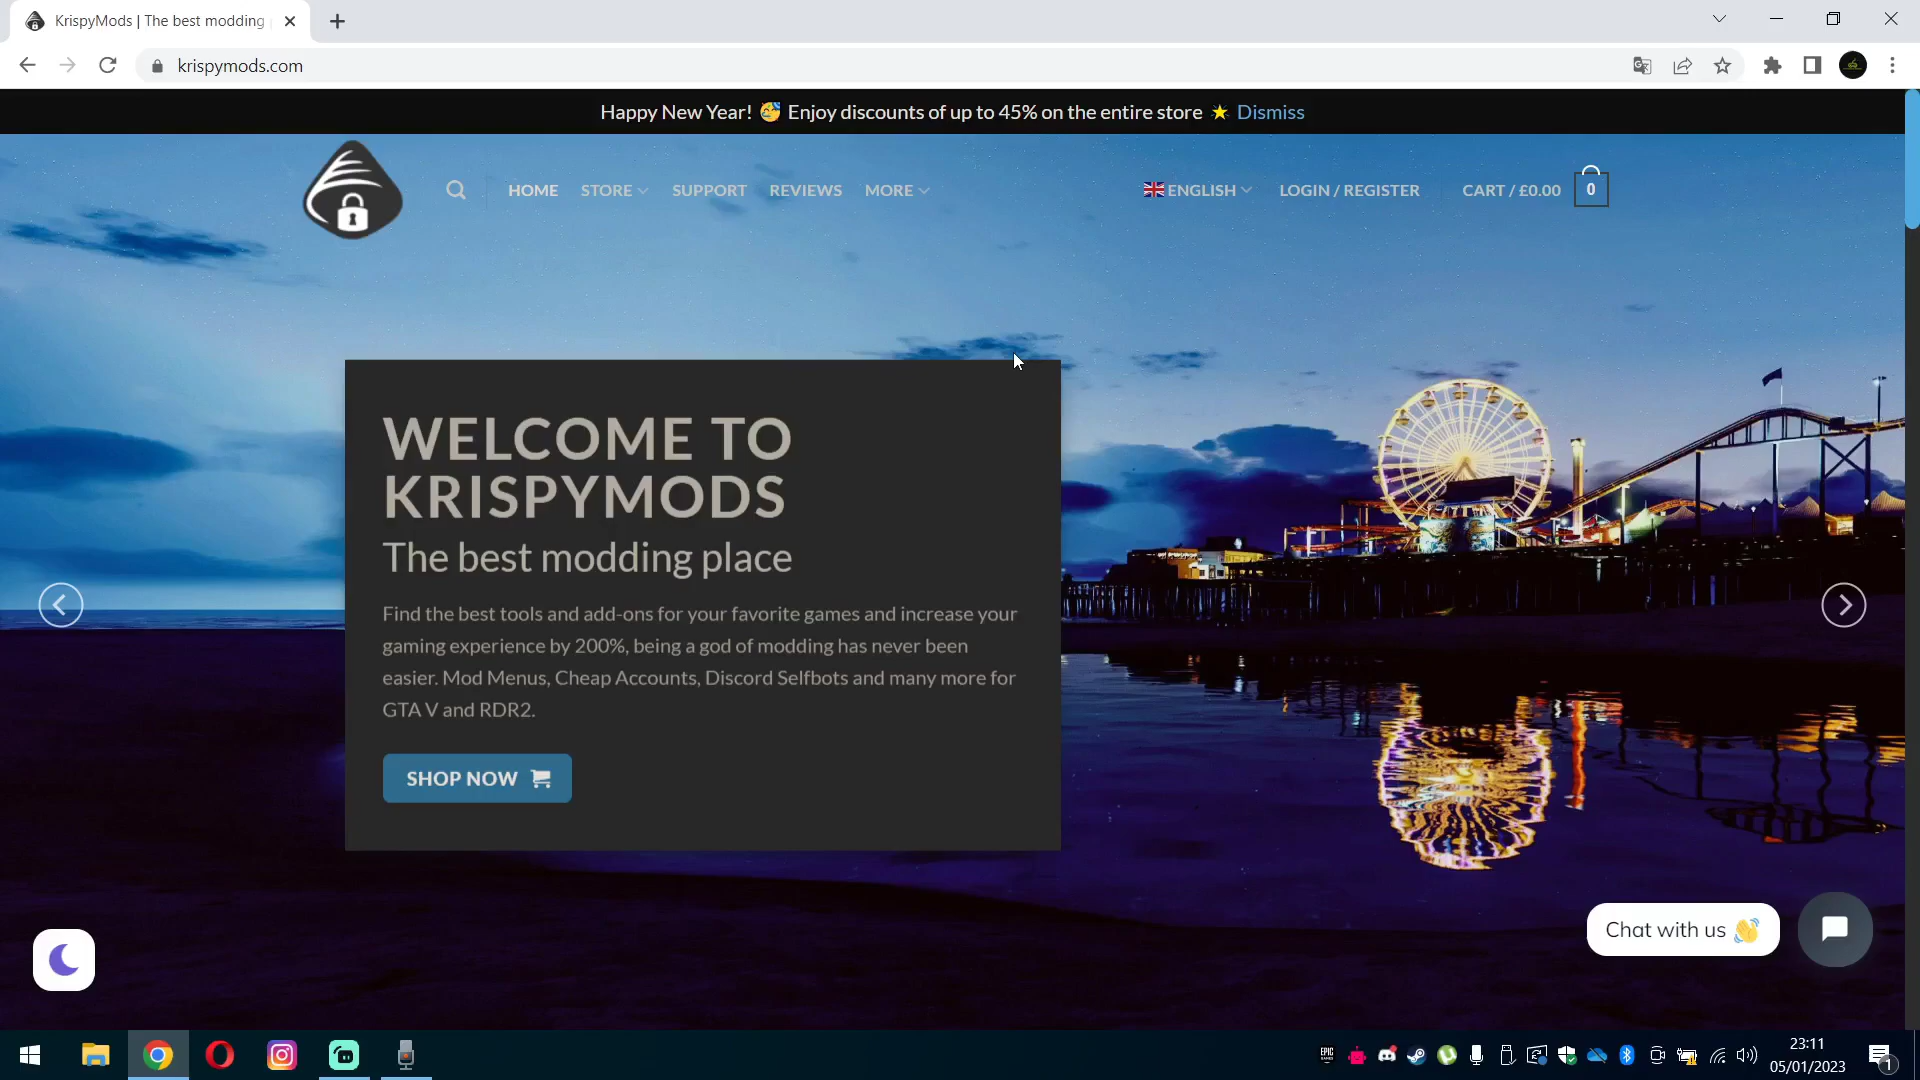 KrispyMods | The best modding
krispymods.com
Happy New Year! 🥳 Enjoy discounts of up to 45% on the entire store ⭐ Dismiss
HOME STORE SUPPORT REVIEWS MORE ENGLISH LOGIN / REGISTER CART / £0.00 0
WELCOME TO
KRISPYMODS
The best modding place
Find the best tools and add-ons for your favorite games and increase your
gaming experience by 200%, being a god of modding has never been
easier. Mod Menus, Cheap Accounts, Discord Selfbots and many more for
GTA V and RDR2.
SHOP NOW
Chat with us 👋
EPIC
23:11
05/01/2023
1